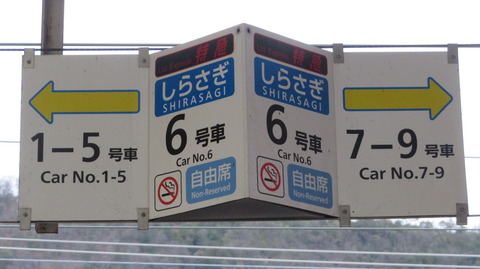 1-5号車
Car No.1-5
特急
しらさぎ
SHIRASAGI
6号車
Car No.6
自由席
Non-Reserved
特急
しらさぎ
SHIRASAGI
6号車
Car No.6
自由席
Non-Reserved
7-9号車
Car No.7-9